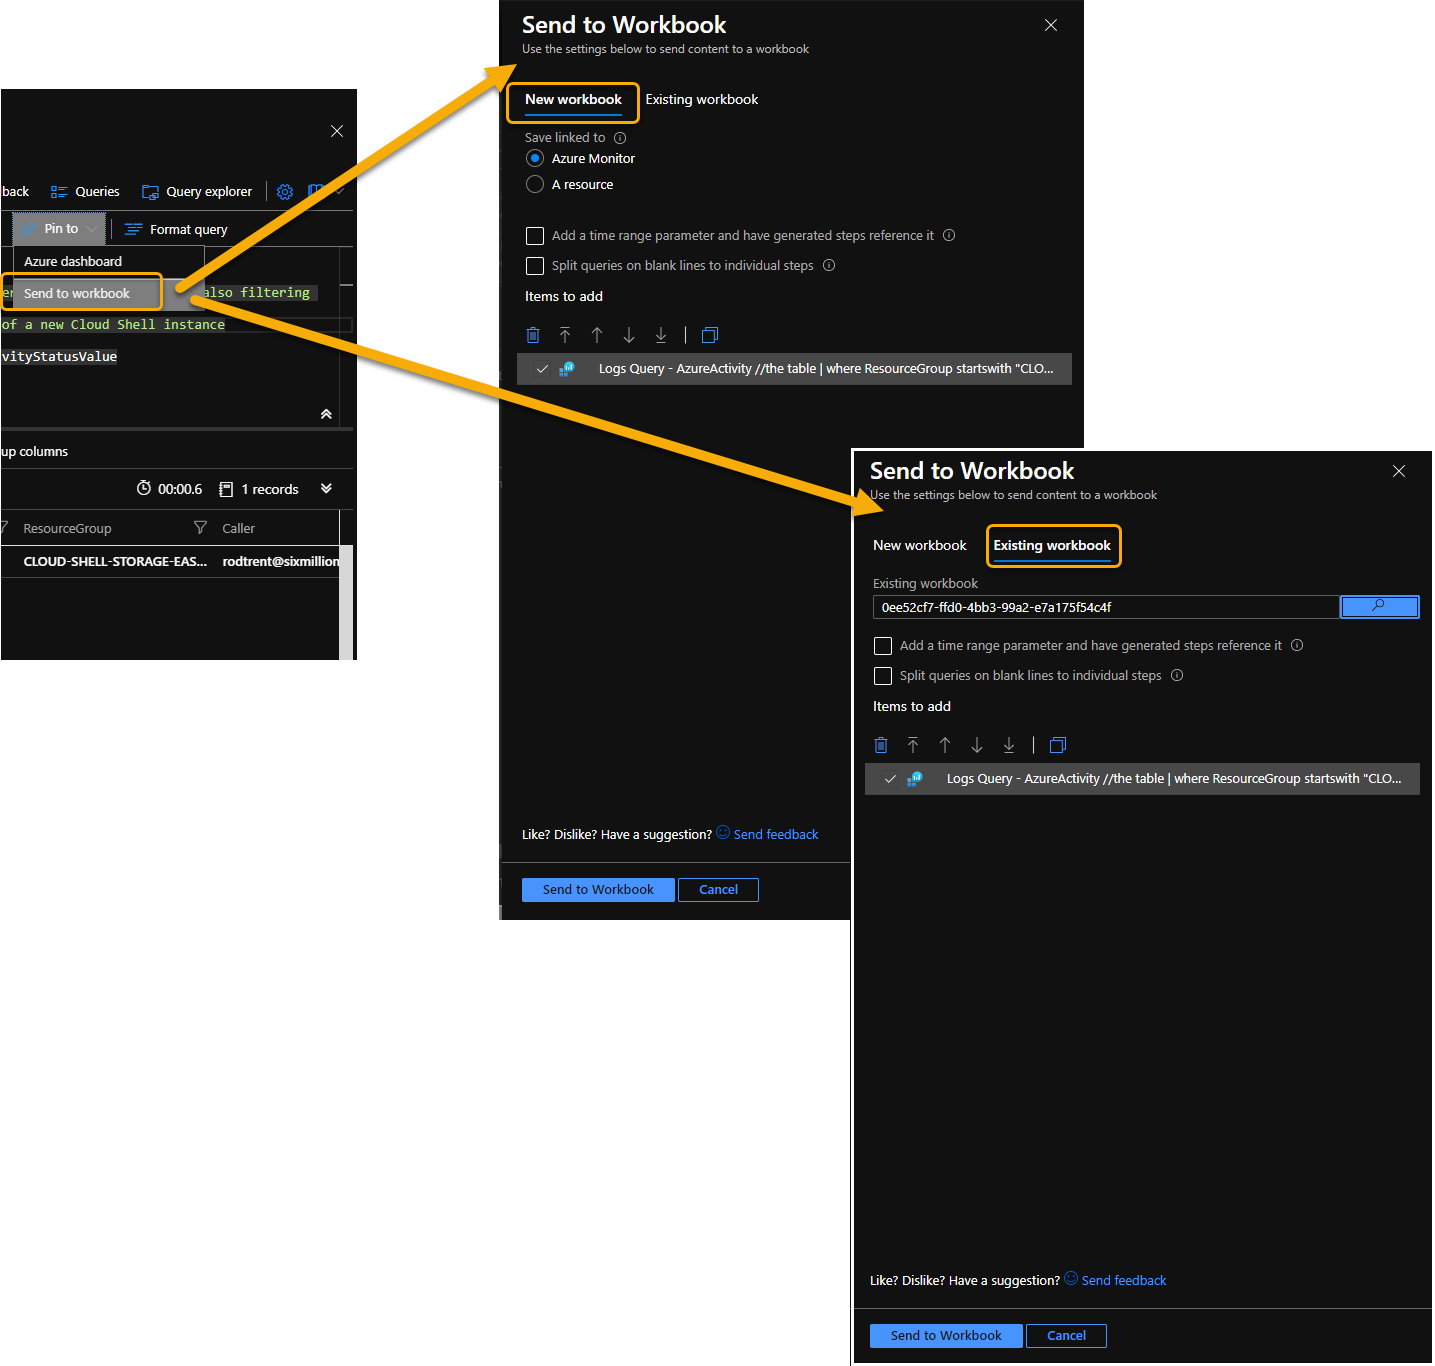 back Queries Query explorer
Pin to Format query
Azure dashboard
Send to workbook
also filtering
of a new Cloud Shell instance
vityStatusValue
up columns
00:00.6 1 records
ResourceGroup Caller
CLOUD-SHELL-STORAGE-EAS... rodtrent@sixmillion
Send to Workbook
Use the settings below to send content to a workbook
New workbook Existing workbook
Save linked to
Azure Monitor
A resource
Add a time range parameter and have generated steps reference it
Split queries on blank lines to individual steps
Items to add
Logs Query - AzureActivity //the table | where ResourceGroup startswith "CLO...
Like? Dislike? Have a suggestion? Send feedback
Send to Workbook Cancel
Send to Workbook
Use the settings below to send content to a workbook
New workbook Existing workbook
Existing workbook
0ee52cf7-ffd0-4bb3-99a2-e7a175f54c4f
Add a time range parameter and have generated steps reference it
Split queries on blank lines to individual steps
Items to add
Logs Query - AzureActivity //the table | where ResourceGroup startswith "CLO...
Like? Dislike? Have a suggestion? Send feedback
Send to Workbook Cancel